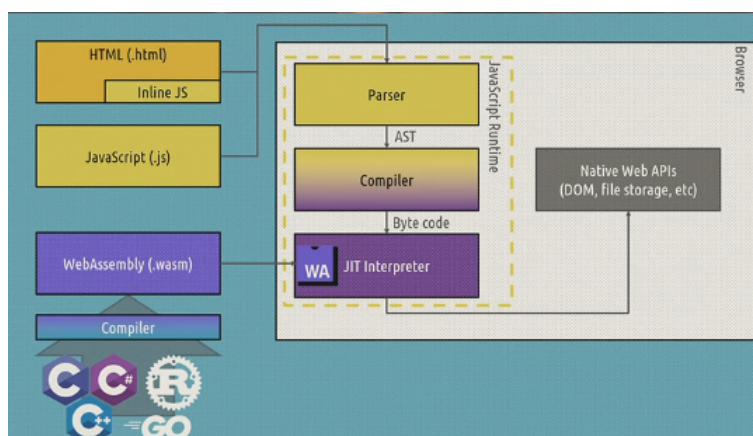 HTML (.html)
Inline JS
JavaScript (.js)
WebAssembly (.wasm)
Compiler
C
C#
C++
R
GO
Browser
JavaScript Runtime
Parser
AST
Compiler
Byte code
WA
JIT Interpreter
Native Web APIs
(DOM, file storage, etc)